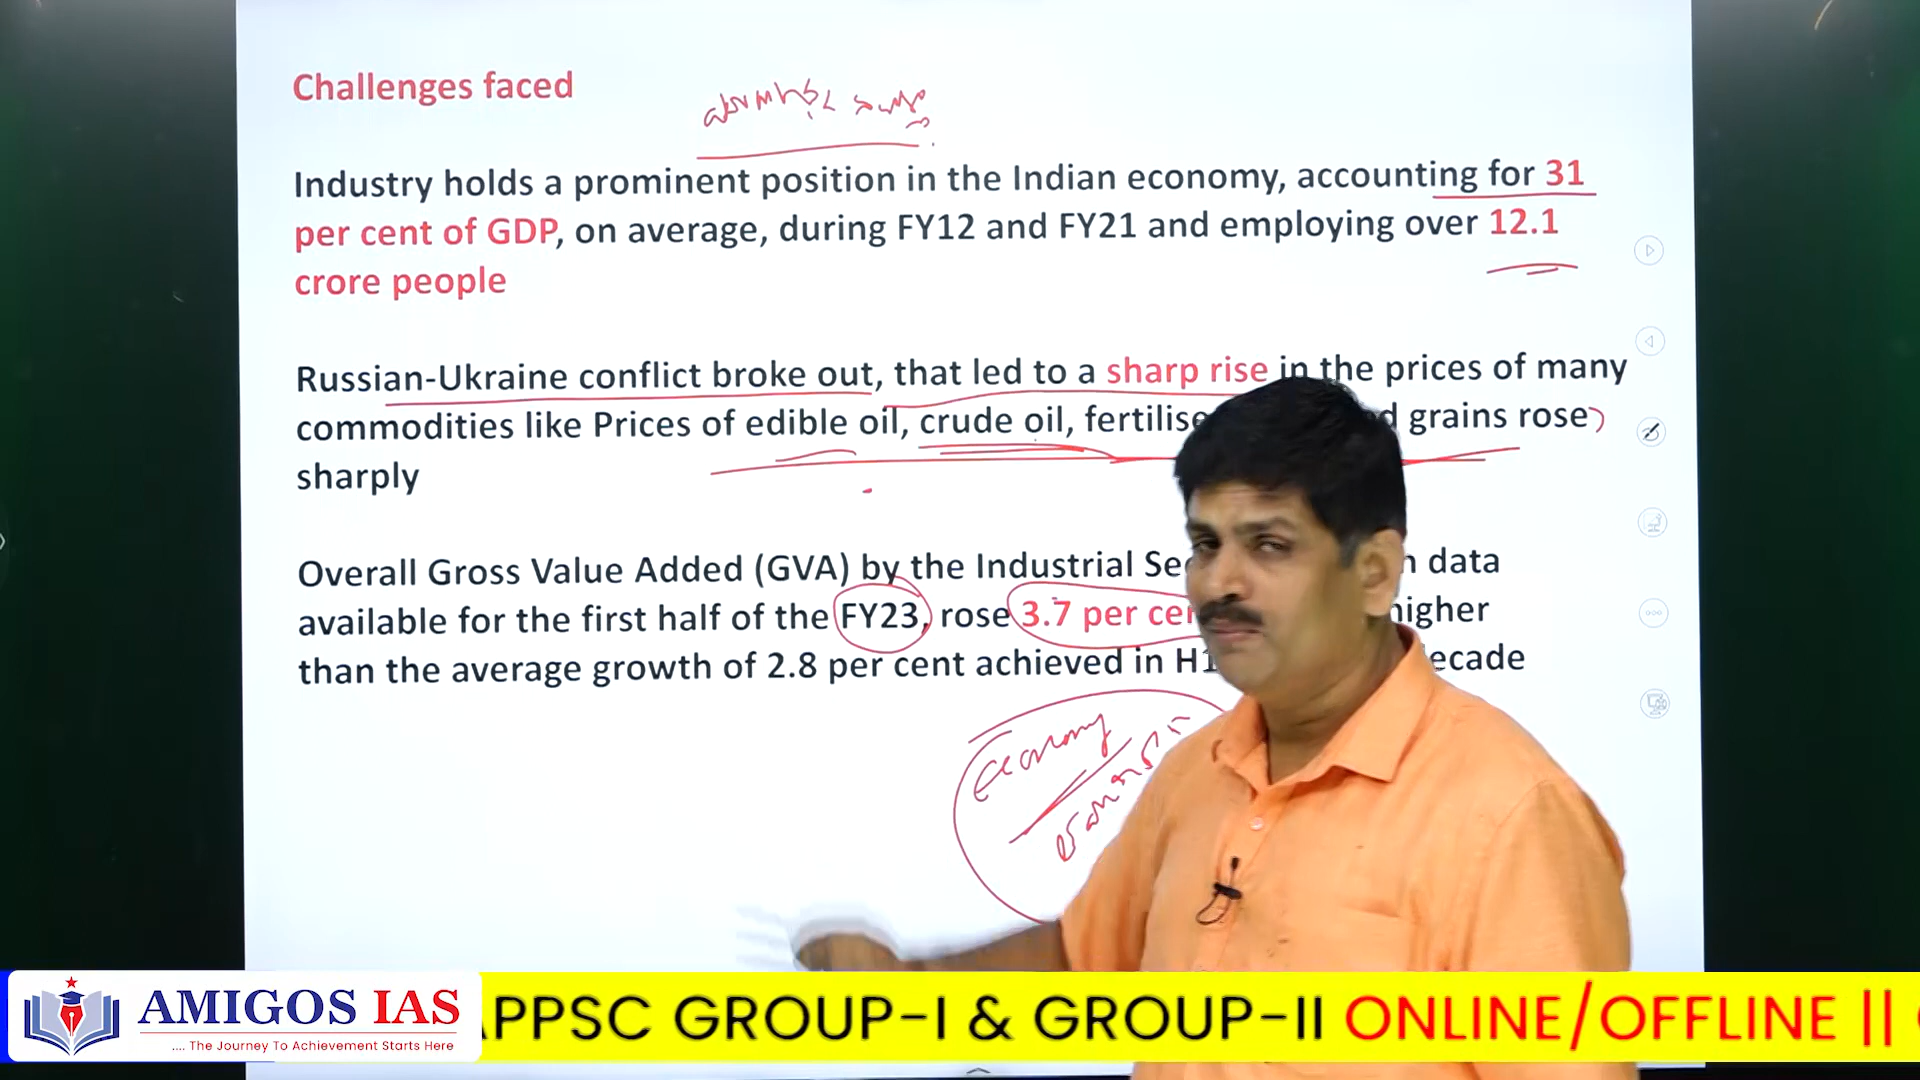 Challenges faced
Industry holds a prominent position in the Indian economy, accounting for 31
per cent of GDP, on average, during FY12 and FY21 and employing over 12.1
crore people
Russian-Ukraine conflict broke out, that led to a sharp rise in the prices of many
commodities like Prices of edible oil, crude oil, fertilise d grains rose
sharply
Overall Gross Value Added (GVA) by the Industrial Se n data
available for the first half of the FY23, rose 3.7 per cen higher
than the average growth of 2.8 per cent achieved in H1 ecade
Economy
AMIGOS IAS
.... The Journey To Achievement Starts Here
APPSC GROUP-I & GROUP-II ONLINE/OFFLINE ||